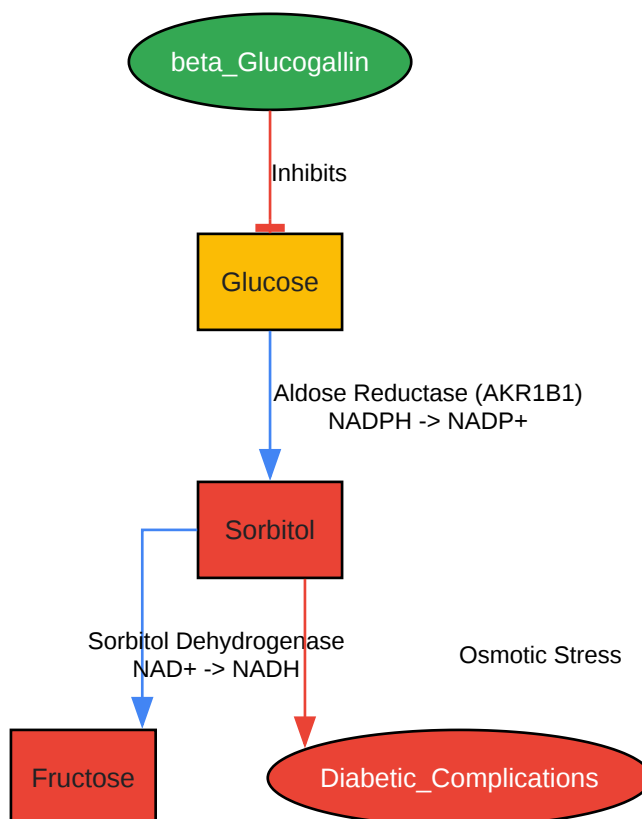 beta_Glucogallin
Inhibits
Glucose
Aldose Reductase (AKR1B1)
NADPH -> NADP+
Sorbitol
Sorbitol Dehydrogenase
NAD+ -> NADH
Osmotic Stress
Fructose
Diabetic_Complications